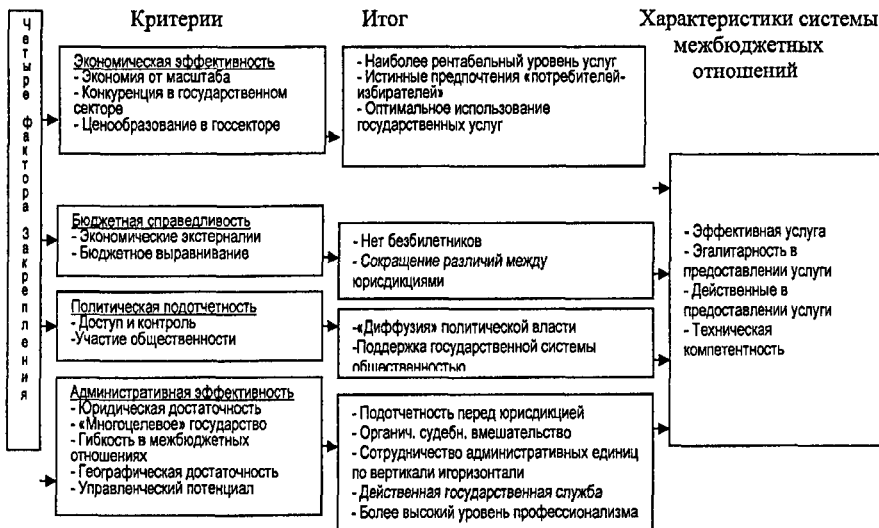 Критерии
Итог
Характеристики системы
межбюджетных
отношений
Четыре фактора закрепления
Экономическая эффективность
- Экономия от масштаба
- Конкуренция в государственном
секторе
- Ценообразование в госсекторе
- Наиболее рентабельный уровень услуг
- Истинные предпочтения «потребителей-
избирателей»
- Оптимальное использование
государственных услуг
Бюджетная справедливость
- Экономические экстерналии
- Бюджетное выравнивание
- Нет безбилетников
- Сокращение различий между
юрисдикциями
Политическая подотчетность
- Доступ и контроль
-Участие общественности
-«Диффузия» политической власти
-Поддержка государственной системы
общественностью
Административная эффективность
- Юридическая достаточность
- «Многоцелевое» государство
- Гибкость в межбюджетных
отношениях
- Географическая достаточность
- Управленческий потенциал
- Подотчетность перед юрисдикцией
- Органич. судебн. вмешательство
- Сотрудничество административных единиц
по вертикали игоризонтали
- Действенная государственная служба
- Более высокий уровень профессионализма
- Эффективная услуга
- Эгалитарность в
предоставлении услуги
- Действенные в
предоставлении услуги
- Техническая
компетентность